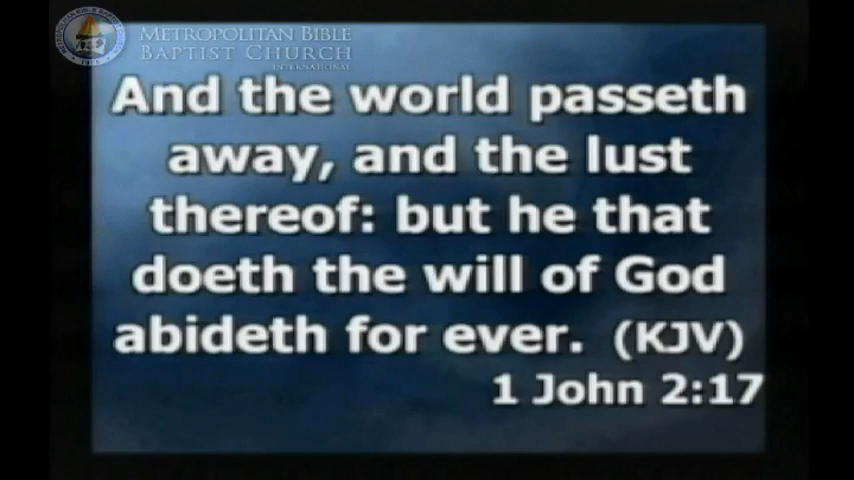 METROPOLITAN BIBLE
BAPTIST CHURCH
INTERNATIONAL
And the world passeth
away, and the lust
thereof: but he that
doeth the will of God
abideth for ever. (KJV)
1 John 2:17